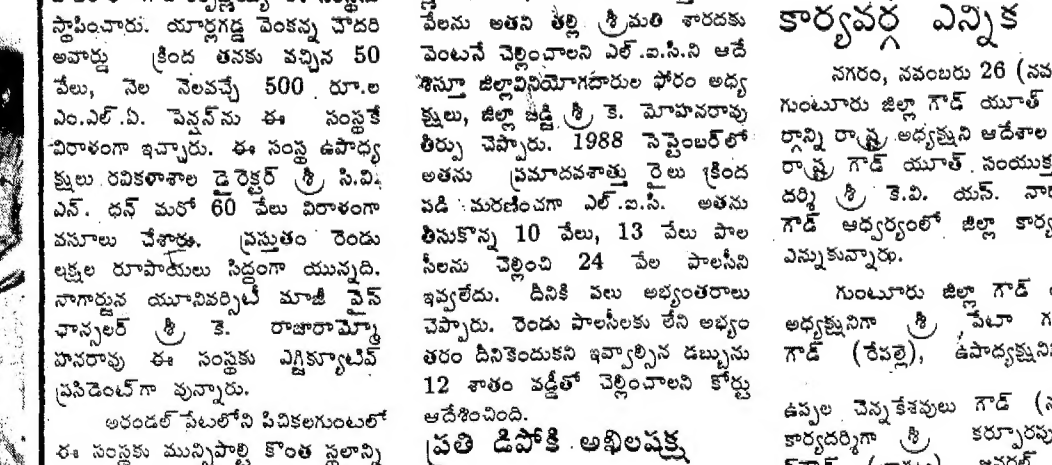 స్థాపించారు. యార్లగడ్డ వెంకన్న చౌదరి
అవార్డు క్రింద తనకు వచ్చిన 50
వేలు, నెల నెలవచ్చే 500 రూ.ల
ఎం.ఎల్.ఏ. పెన్షన్‌ను ఈ సంస్థకే
విరాళంగా ఇచ్చారు. ఈ సంస్థ ఉపాధ్య
క్షులు రవికళాశాల డైరెక్టర్ శ్రీ సి.వి.
ఎన్. ధన్ మరో 60 వేలు విరాళంగా
వసూలు చేశార్తు. ప్రస్తుతం రెండు
లక్షల రూపాయలు సిద్ధంగా యున్నది.
నాగార్జున యూనివర్సిటీ మాజీ వైస్
ఛాన్సలర్ శ్రీ కె. రాజారామ్మో
హనరావు ఈ సంస్థకు ఎగ్జిక్యూటివ్
ప్రసిడెంట్‌గా వున్నారు.
అరండల్ పేటలోని పిచికలగుంటలో
ఈ సంస్థకు మున్సిపాల్టి కొంత స్థలాన్ని
వేలను అతని తల్లి శ్రీమతి శారదకు
వెంటనే చెల్లించాలని ఎల్.ఐ.సి.ని ఆదే
శిస్తూ జిల్లావినియోగదారుల ఫోరం అధ్య
క్షులు, జిల్లా జడ్జి శ్రీ కె. మోహనరావు
తీర్పు చెప్పారు. 1988 సెప్టెంబర్‌లో
అతను ప్రమాదవశాత్తు రైలు క్రింద
పడి మరణించగా ఎల్.ఐ.సి. అతను
తీసుకొన్న 10 వేలు, 13 వేలు పాల
సీలను చెల్లించి 24 వేల పాలసీని
ఇవ్వలేదు. దీనికి పలు అభ్యంతరాలు
చెప్పారు. రెండు పాలసీలకు లేని అభ్యం
తరం దీనికెందుకని ఇవ్వాల్సిన డబ్బును
12 శాతం వడ్డీతో చెల్లించాలని కోర్టు
ఆదేశించింది.
ప్రతి డిపోకి అఖిలపక్ష
కార్యవర్గ ఎన్నిక
నగరం, నవంబరు 26 (నవ
గుంటూరు జిల్లా గౌడ్ యూత్
ర్గాన్ని రాష్ట్ర అధ్యక్షుని ఆదేశాల
రాష్ట్ర గౌడ్ యూత్ సంయుక్త
దర్శి శ్రీ కె.వి. యస్. నా
గౌడ్ ఆధ్వర్యంలో జిల్లా కార్య
ఎన్నుకున్నారు.
గుంటూరు జిల్లా గౌడ్
అధ్యక్షునిగా శ్రీ పేటా గ
గౌడ్ (రేపల్లె), ఉపాధ్యక్షుని
ఉప్పల చెన్నకేశవులు గౌడ్
కార్యదర్శిగా శ్రీ కర్పూరపు